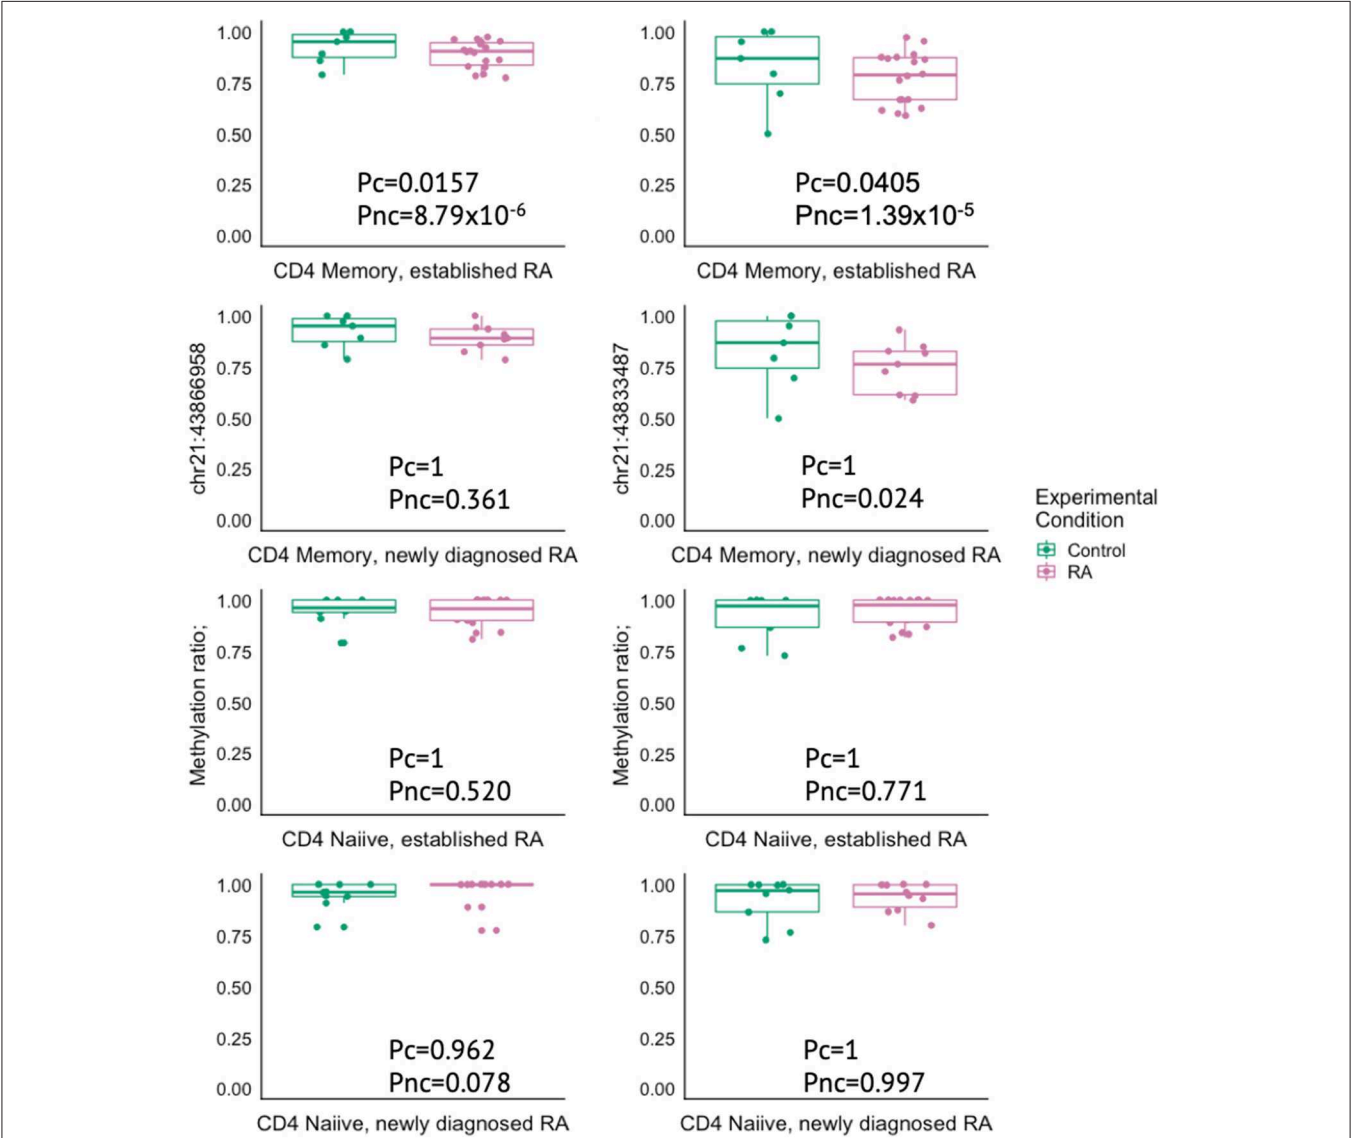 1.00
0.75
0.50
0.25
0.00
Pc=0.0157
Pnc=8.79x10⁻⁶
CD4 Memory, established RA
1.00
0.75
0.50
0.25
0.00
Pc=0.0405
Pnc=1.39x10⁻⁵
CD4 Memory, established RA
1.00
0.75
0.50
0.25
0.00
Pc=1
Pnc=0.361
CD4 Memory, newly diagnosed RA
1.00
0.75
0.50
0.25
0.00
Pc=1
Pnc=0.024
CD4 Memory, newly diagnosed RA
Methylation ratio; chr21:43866958
Methylation ratio; chr21:43833487
Experimental
Condition
Control
RA
1.00
0.75
0.50
0.25
0.00
Pc=1
Pnc=0.520
CD4 Naiive, established RA
1.00
0.75
0.50
0.25
0.00
Pc=1
Pnc=0.771
CD4 Naiive, established RA
1.00
0.75
0.50
0.25
0.00
Pc=0.962
Pnc=0.078
CD4 Naiive, newly diagnosed RA
1.00
0.75
0.50
0.25
0.00
Pc=1
Pnc=0.997
CD4 Naiive, newly diagnosed RA